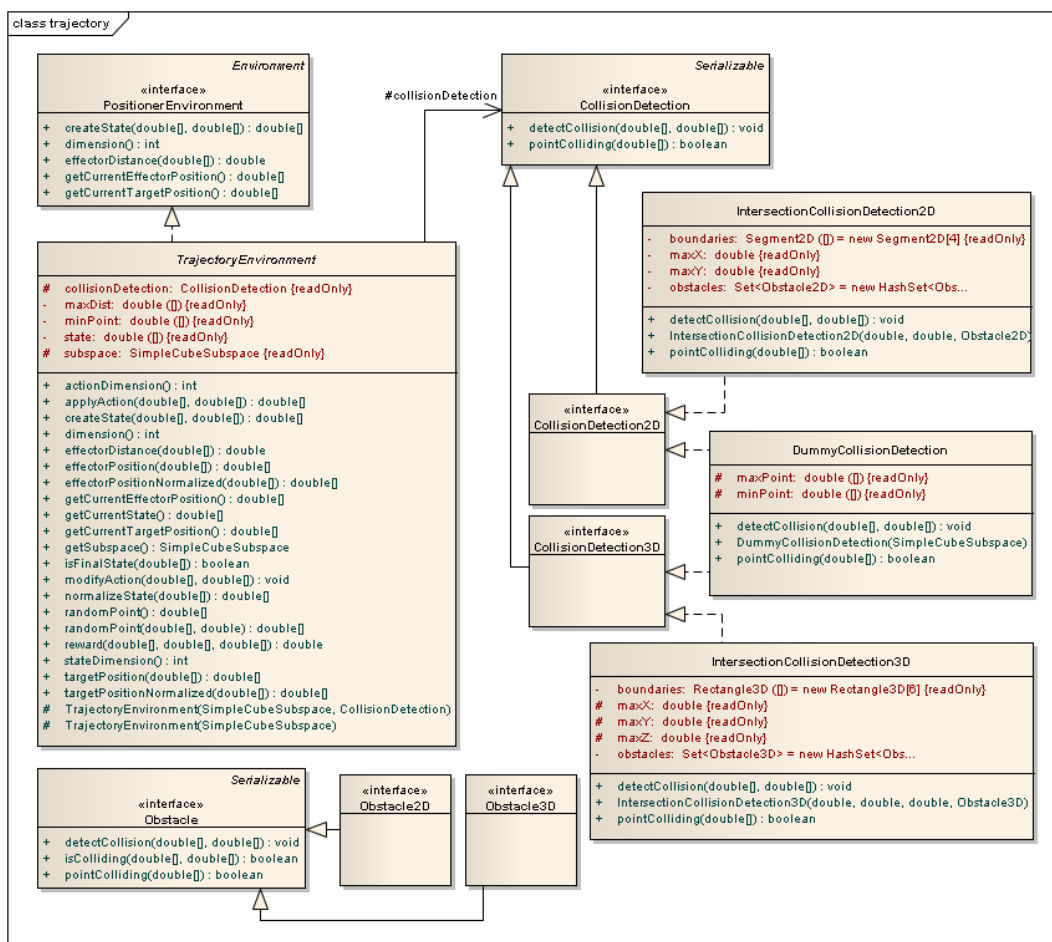 class trajectory
Environment
«interface»
PositionerEnvironment
+ createState(double[], double[]) : double[]
+ dimension() : int
+ effectorDistance(double[]) : double
+ getCurrentEffectorPosition() : double[]
+ getCurrentTargetPosition() : double[]
#collisionDetection
Serializable
«interface»
CollisionDetection
+ detectCollision(double[], double[]) : void
+ pointColliding(double[]) : boolean
TrajectoryEnvironment
# collisionDetection: CollisionDetection {readOnly}
- maxDist: double ([]) {readOnly}
- minPoint: double ([]) {readOnly}
- state: double ([]) {readOnly}
# subspace: SimpleCubeSubspace {readOnly}
+ actionDimension() : int
+ applyAction(double[], double[]) : double[]
+ createState(double[], double[]) : double[]
+ dimension() : int
+ effectorDistance(double[]) : double
+ effectorPosition(double[]) : double[]
+ effectorPositionNormalized(double[]) : double[]
+ getCurrentEffectorPosition() : double[]
+ getCurrentState() : double[]
+ getCurrentTargetPosition() : double[]
+ getSubspace() : SimpleCubeSubspace
+ isFinalState(double[]) : boolean
+ modifyAction(double[], double[]) : void
+ normalizeState(double[]) : double[]
+ randomPoint() : double[]
+ randomPoint(double[], double) : double[]
+ reward(double[], double[], double[]) : double
+ stateDimension() : int
+ targetPosition(double[]) : double[]
+ targetPositionNormalized(double[]) : double[]
# TrajectoryEnvironment(SimpleCubeSubspace, CollisionDetection)
# TrajectoryEnvironment(SimpleCubeSubspace)
IntersectionCollisionDetection2D
- boundaries: Segment2D ([]) = new Segment2D[4] {readOnly}
- maxX: double {readOnly}
- maxY: double {readOnly}
- obstacles: Set<Obstacle2D> = new HashSet<Obs...
+ detectCollision(double[], double[]) : void
+ IntersectionCollisionDetection2D(double, double, Obstacle2D)
+ pointColliding(double[]) : boolean
«interface»
CollisionDetection2D
DummyCollisionDetection
# maxPoint: double ([]) {readOnly}
# minPoint: double ([]) {readOnly}
+ detectCollision(double[], double[]) : void
+ DummyCollisionDetection(SimpleCubeSubspace)
+ pointColliding(double[]) : boolean
«interface»
CollisionDetection3D
IntersectionCollisionDetection3D
- boundaries: Rectangle3D ([]) = new Rectangle3D[6] {readOnly}
# maxX: double {readOnly}
# maxY: double {readOnly}
# maxZ: double {readOnly}
- obstacles: Set<Obstacle3D> = new HashSet<Obs...
+ detectCollision(double[], double[]) : void
+ IntersectionCollisionDetection3D(double, double, double, Obstacle3D)
+ pointColliding(double[]) : boolean
Serializable
«interface»
Obstacle
+ detectCollision(double[], double[]) : void
+ isColliding(double[], double[]) : boolean
+ pointColliding(double[]) : boolean
«interface»
Obstacle2D
«interface»
Obstacle3D